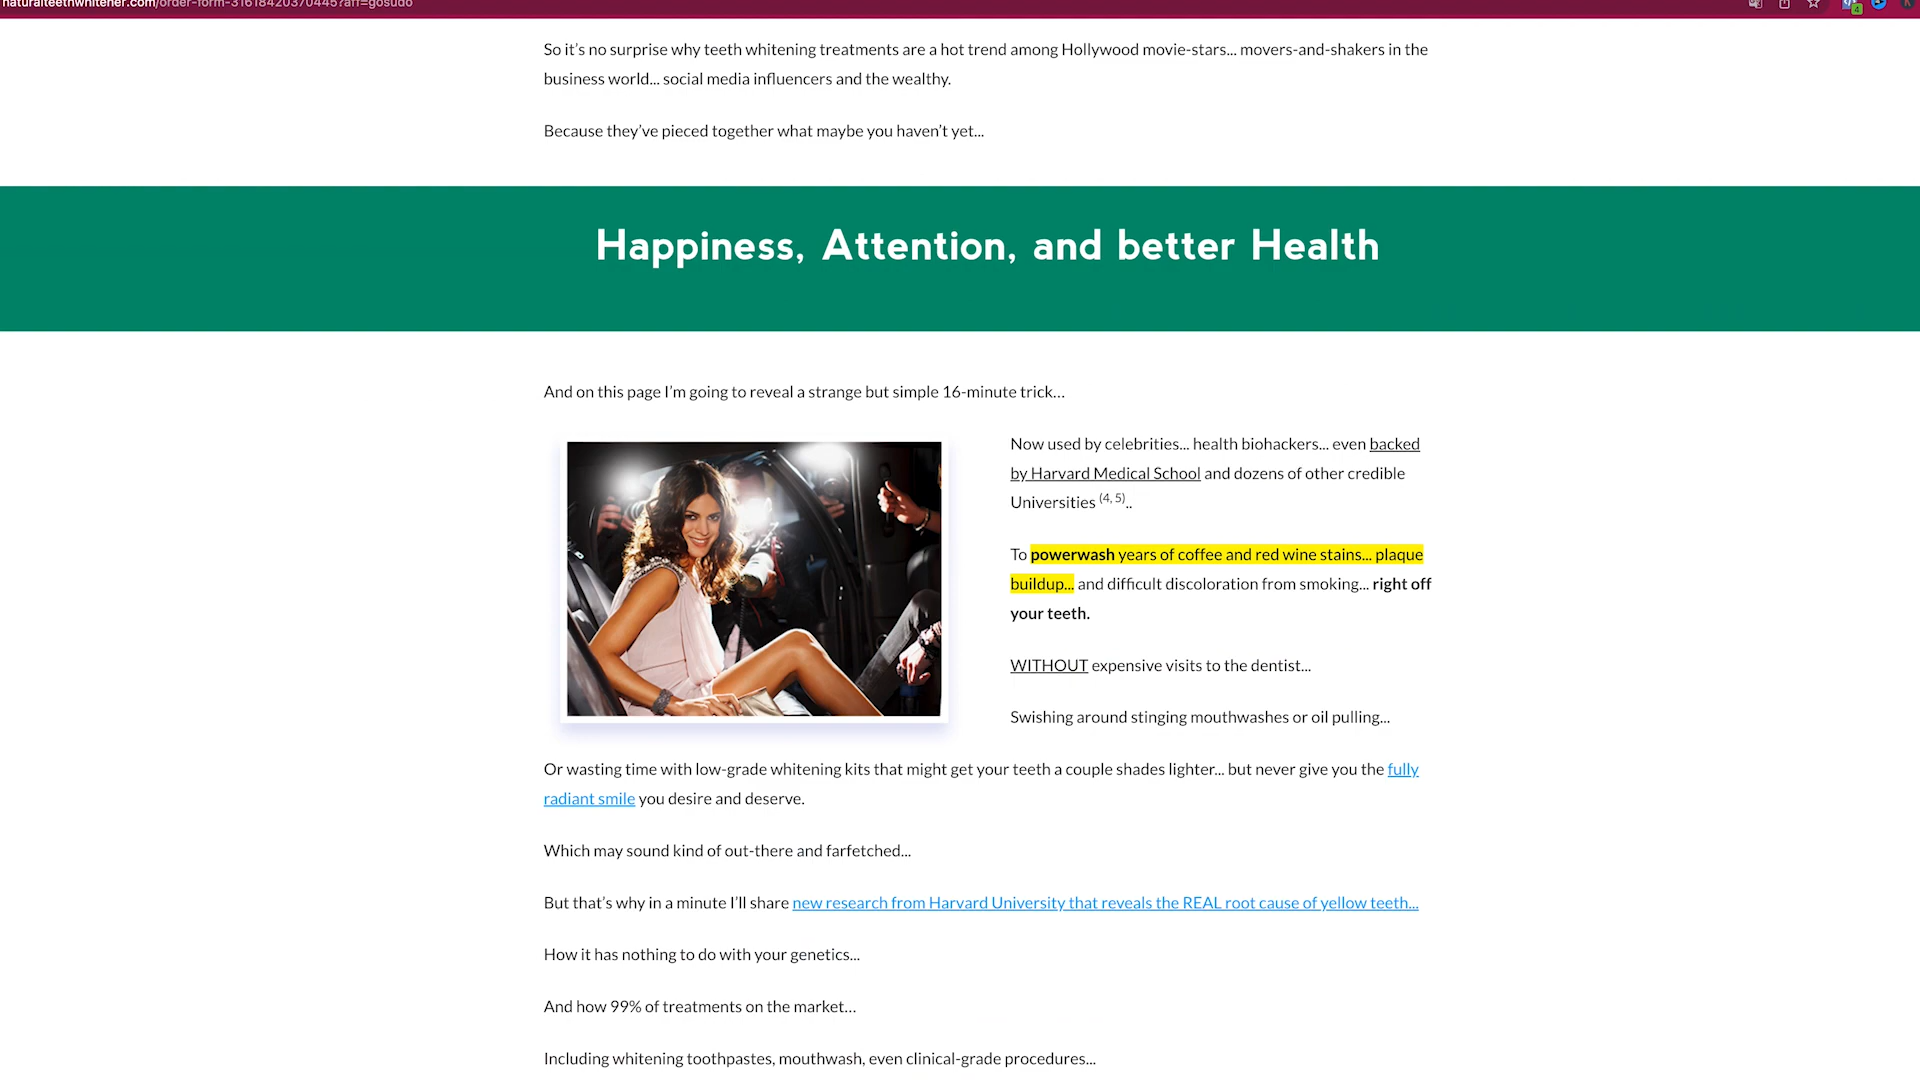 naturalteethwhitener.com/order-form-31618420370445?aff=gosudo
4
So it’s no surprise why teeth whitening treatments are a hot trend among Hollywood movie-stars... movers-and-shakers in the
business world... social media influencers and the wealthy.
Because they’ve pieced together what maybe you haven’t yet...
Happiness, Attention, and better Health
And on this page I’m going to reveal a strange but simple 16-minute trick…
Now used by celebrities... health biohackers... even backed
by Harvard Medical School and dozens of other credible
Universities (4, 5)..
To powerwash years of coffee and red wine stains... plaque
buildup... and difficult discoloration from smoking... right off
your teeth.
WITHOUT expensive visits to the dentist...
Swishing around stinging mouthwashes or oil pulling...
Or wasting time with low-grade whitening kits that might get your teeth a couple shades lighter... but never give you the fully
radiant smile you desire and deserve.
Which may sound kind of out-there and farfetched...
But that’s why in a minute I’ll share new research from Harvard University that reveals the REAL root cause of yellow teeth...
How it has nothing to do with your genetics...
And how 99% of treatments on the market…
Including whitening toothpastes, mouthwash, even clinical-grade procedures...